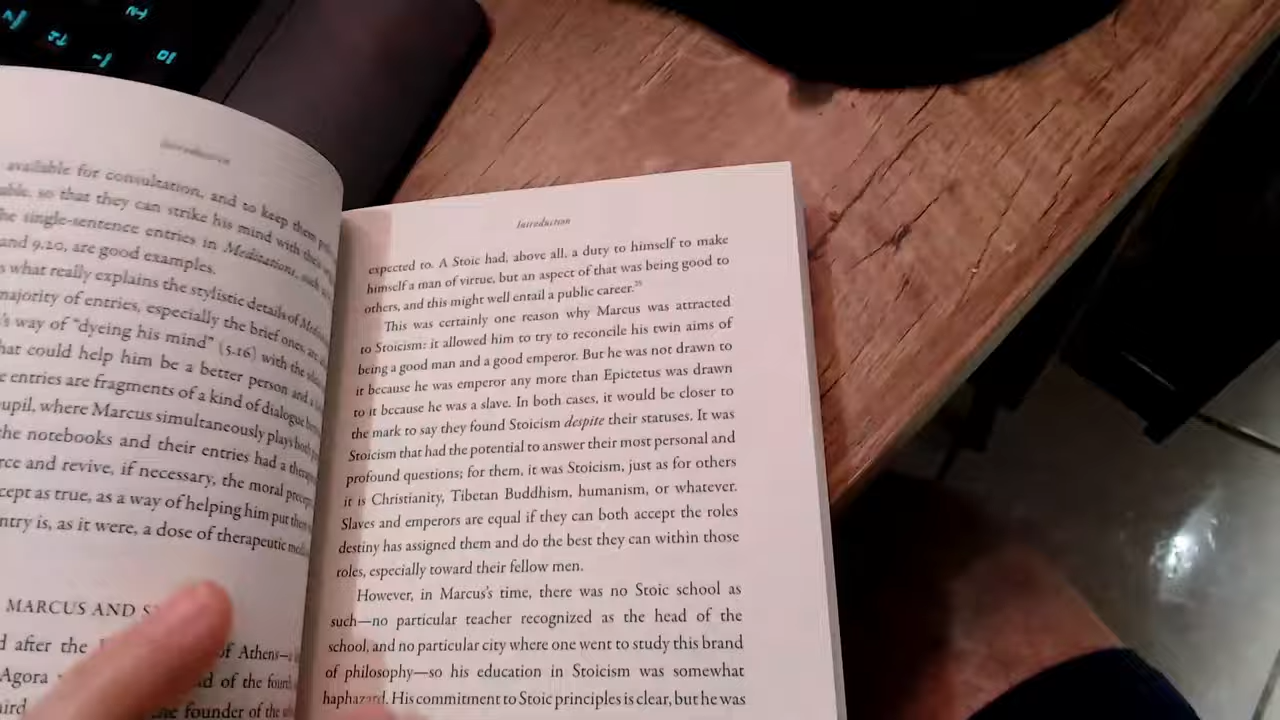 Introduction
available for consultation, and to keep them
able, so that they can strike his mind with their
he single-sentence entries in Meditations, such
and 9.20, are good examples.
s what really explains the stylistic details of
majority of entries, especially the brief ones, are
's way of "dyeing his mind" (5.16) with the
hat could help him be a better person and a
e entries are fragments of a kind of dialogue
upil, where Marcus simultaneously plays both
the notebooks and their entries had a
rce and revive, if necessary, the moral
cept as true, as a way of helping him put them
ntry is, as it were, a dose of therapeutic
MARCUS AND S
d after the of Athens—
Agora d of the fourth
ird the founder of the
Introduction
expected to. A Stoic had, above all, a duty to himself to make
himself a man of virtue, but an aspect of that was being good to
others, and this might well entail a public career.
This was certainly one reason why Marcus was attracted
to Stoicism: it allowed him to try to reconcile his twin aims of
being a good man and a good emperor. But he was not drawn to
it because he was emperor any more than Epictetus was drawn
to it because he was a slave. In both cases, it would be closer to
the mark to say they found Stoicism despite their statuses. It was
Stoicism that had the potential to answer their most personal and
profound questions; for them, it was Stoicism, just as for others
it is Christianity, Tibetan Buddhism, humanism, or whatever.
Slaves and emperors are equal if they can both accept the roles
destiny has assigned them and do the best they can within those
roles, especially toward their fellow men.
However, in Marcus's time, there was no Stoic school as
such—no particular teacher recognized as the head of the
school, and no particular city where one went to study this brand
of philosophy—so his education in Stoicism was somewhat
haphazard. His commitment to Stoic principles is clear, but he was